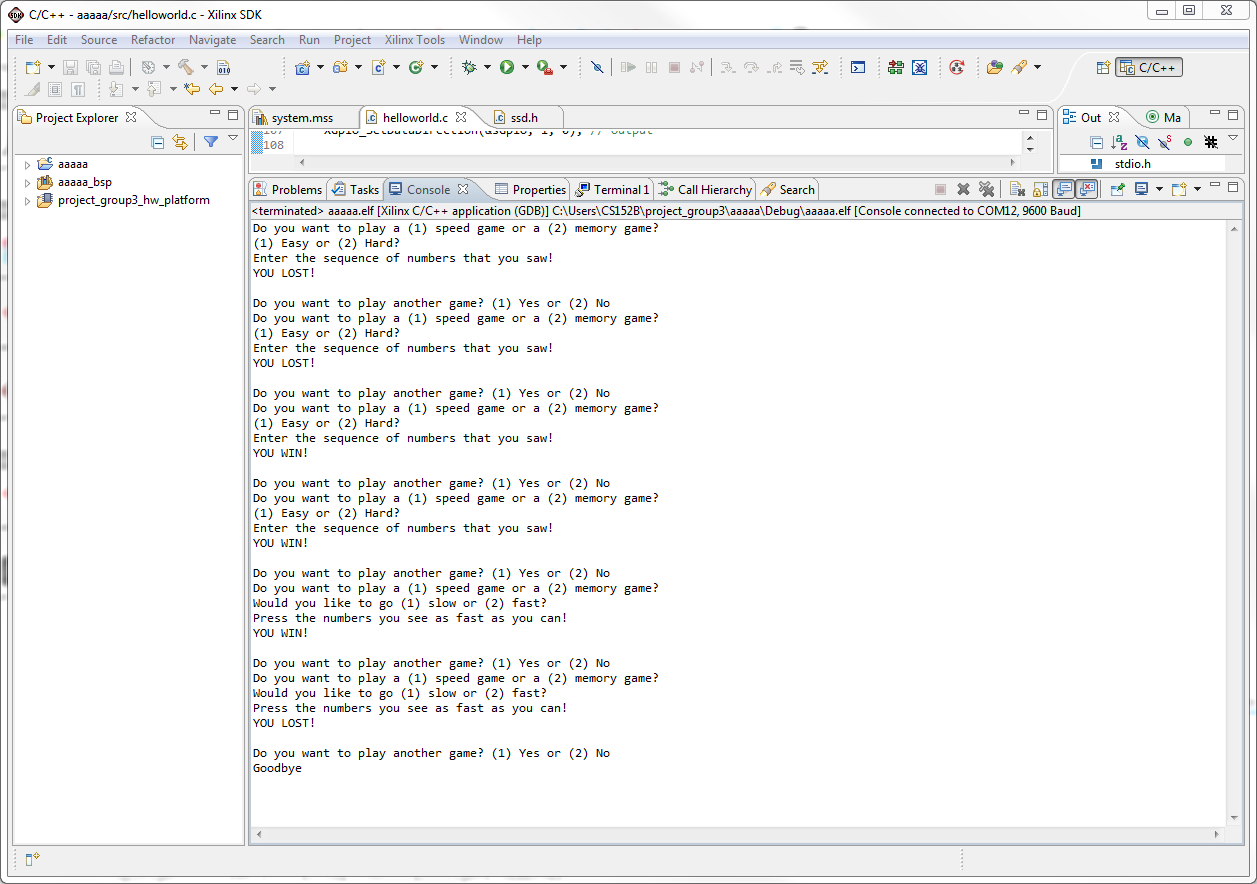 C/C++ - aaaaa/src/helloworld.c - Xilinx SDK
File Edit Source Refactor Navigate Search Run Project Xilinx Tools Window Help
C/C++
Project Explorer
system.mss helloworld.c ssd.h
Out Ma
108
stdio.h
aaaaa
aaaaa_bsp
project_group3_hw_platform
Problems Tasks Console Properties Terminal 1 Call Hierarchy Search
<terminated> aaaaa.elf [Xilinx C/C++ application (GDB)] C:\Users\CS152B\project_group3\aaaaa\Debug\aaaaa.elf [Console connected to COM12, 9600 Baud]
Do you want to play a (1) speed game or a (2) memory game?
(1) Easy or (2) Hard?
Enter the sequence of numbers that you saw!
YOU LOST!
Do you want to play another game? (1) Yes or (2) No
Do you want to play a (1) speed game or a (2) memory game?
(1) Easy or (2) Hard?
Enter the sequence of numbers that you saw!
YOU LOST!
Do you want to play another game? (1) Yes or (2) No
Do you want to play a (1) speed game or a (2) memory game?
(1) Easy or (2) Hard?
Enter the sequence of numbers that you saw!
YOU WIN!
Do you want to play another game? (1) Yes or (2) No
Do you want to play a (1) speed game or a (2) memory game?
(1) Easy or (2) Hard?
Enter the sequence of numbers that you saw!
YOU WIN!
Do you want to play another game? (1) Yes or (2) No
Do you want to play a (1) speed game or a (2) memory game?
Would you like to go (1) slow or (2) fast?
Press the numbers you see as fast as you can!
YOU WIN!
Do you want to play another game? (1) Yes or (2) No
Do you want to play a (1) speed game or a (2) memory game?
Would you like to go (1) slow or (2) fast?
Press the numbers you see as fast as you can!
YOU LOST!
Do you want to play another game? (1) Yes or (2) No
Goodbye